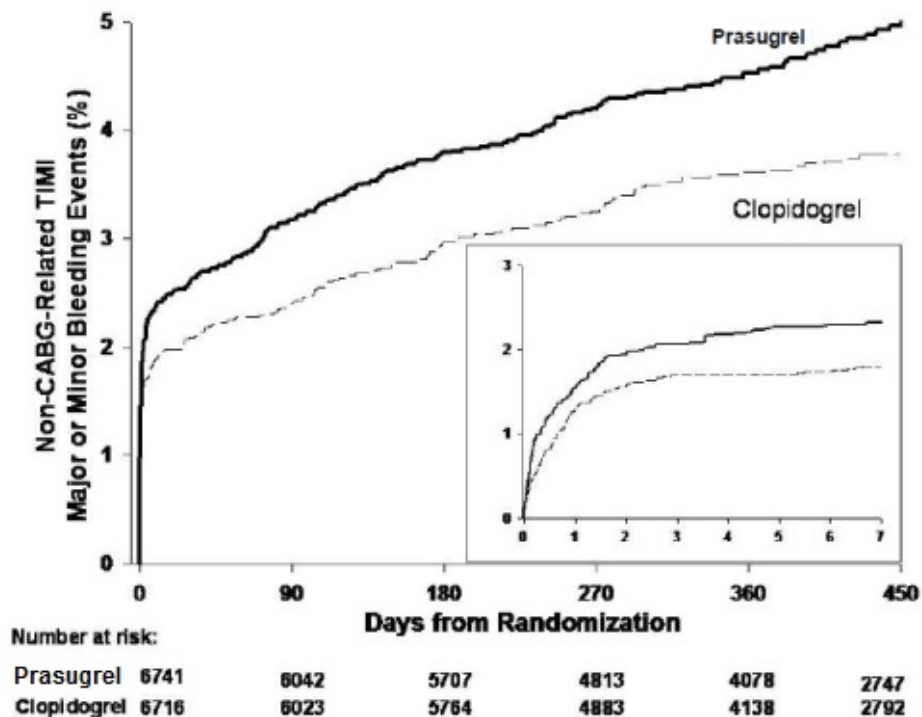 Non-CABG-Related TIMI
Major or Minor Bleeding Events (%)
5
4
3
2
1
0
Prasugrel
Clopidogrel
3
2
1
0
0 1 2 3 4 5 6 7
0 90 180 270 360 450
Days from Randomization
Number at risk:
Prasugrel 6741 6042 5707 4813 4078 2747
Clopidogrel 6716 6023 5764 4883 4138 2792